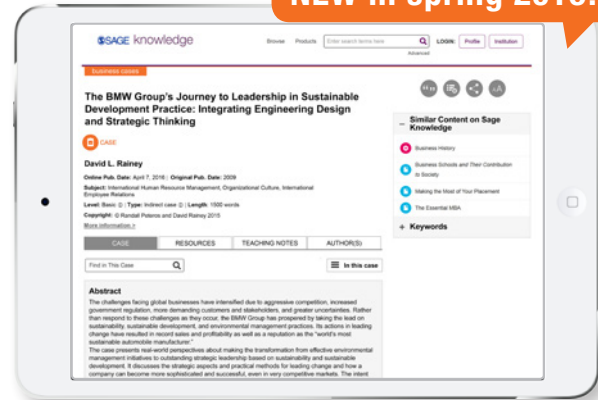 NEW in Spring 2016!
SAGE knowledge
Browse Products Enter search terms here LOGIN: Profile Institution
Advanced
business cases
The BMW Group's Journey to Leadership in Sustainable
Development Practice: Integrating Engineering Design
and Strategic Thinking
CASE
David L. Rainey
Online Pub. Date: April 7, 2016 | Original Pub. Date: 2009
Subject: International Human Resource Management, Organizational Culture, International
Employee Relations
Level: Basic | Type: Indirect case | Length: 1500 words
Copyright: © Randall Peteros and David Rainey 2015
More information >
CASE RESOURCES TEACHING NOTES AUTHOR(S)
Find in This Case In this case
Abstract
The challenges facing global businesses have intensified due to aggressive competition, increased
government regulation, more demanding customers and stakeholders, and greater uncertainties. Rather
than respond to these challenges as they occur, the BMW Group has prospered by taking the lead on
sustainability, sustainable development, and environmental management practices. Its actions in leading
change have resulted in record sales and profitability as well as a reputation as the "world's most
sustainable automobile manufacturer."
The case presents real-world perspectives about making the transformation from effective environmental
management initiatives to outstanding strategic leadership based on sustainability and sustainable
development. It discusses the strategic aspects and practical methods for leading change and how a
company can become more sophisticated and successful, even in very competitive markets. The intent
Similar Content on Sage
Knowledge
Business History
Business Schools and Their Contribution
to Society
Making the Most of Your Placement
The Essential MBA
+ Keywords